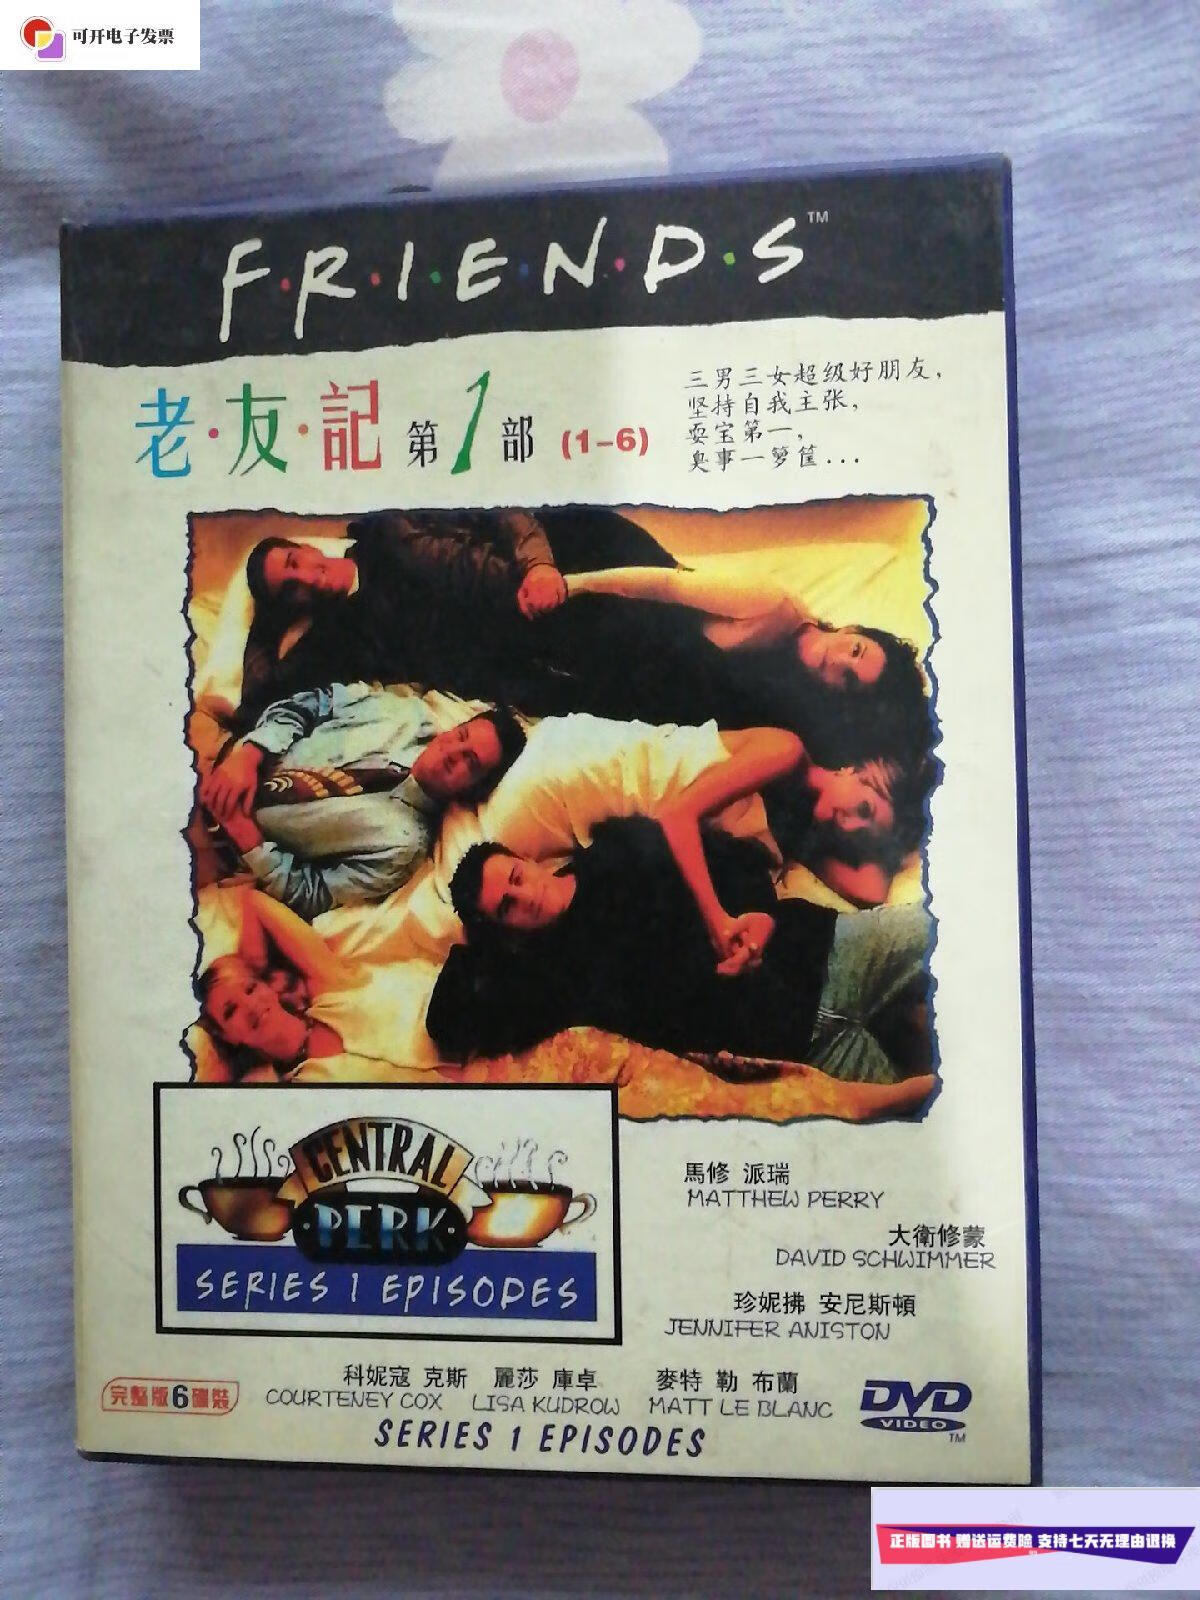 可开电子发票
F·R·I·E·N·D·S™
老·友·記 第1部 (1-6)
三男三女超级好朋友，
坚持自我主张，
耍宝第一，
臭事一箩筐...
CENTRAL
·PERK·
SERIES 1 EPISODES
馬修 派瑞
MATTHEW PERRY
大衛修蒙
DAVID SCHWIMMER
珍妮拂 安尼斯頓
JENNIFER ANISTON
科妮寇 克斯 麗莎 庫卓 麥特 勒 布蘭
COURTENEY COX LISA KUDROW MATT LE BLANC
完整版6碟裝
DVD
VIDEO
TM
SERIES 1 EPISODES
正版图书 赠送运费险 支持七天无理由退换